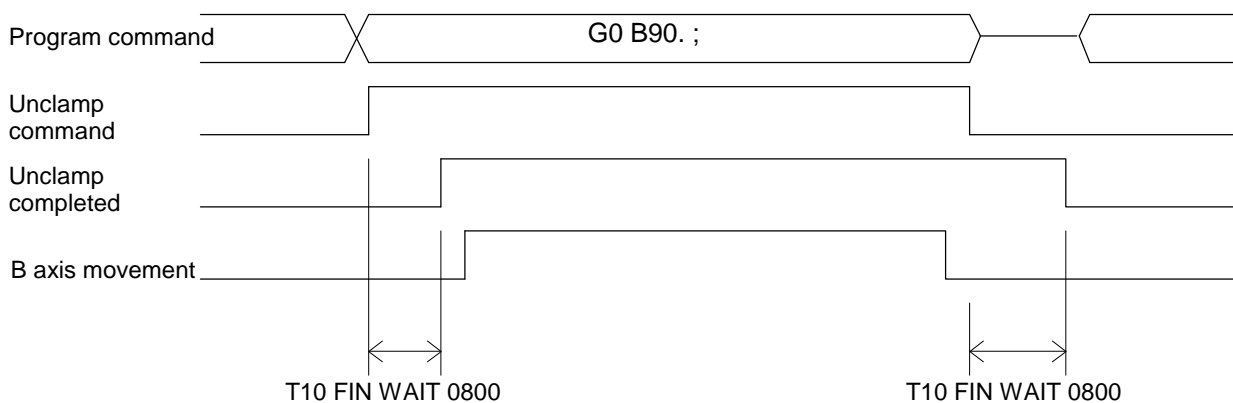 Program command
G0 B90. ;
Unclamp
command
Unclamp
completed
B axis movement
T10 FIN WAIT 0800
T10 FIN WAIT 0800